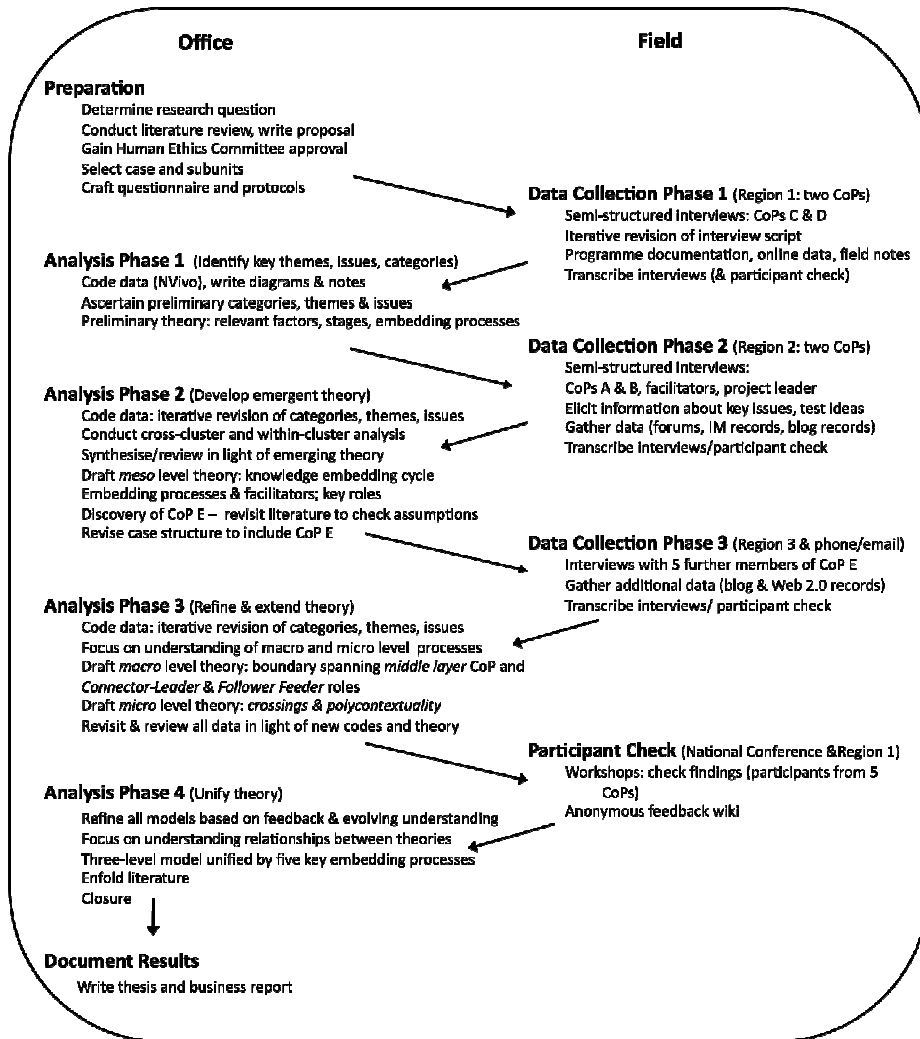 Office
Field
Preparation
Determine research question
Conduct literature review, write proposal
Gain Human Ethics Committee approval
Select case and subunits
Craft questionnaire and protocols
Data Collection Phase 1 (Region 1: two CoPs)
Semi-structured interviews: CoPs C & D
Iterative revision of interview script
Programme documentation, online data, field notes
Transcribe interviews (& participant check)
Analysis Phase 1 (Identify key themes, issues, categories)
Code data (NVivo), write diagrams & notes
Ascertain preliminary categories, themes & issues
Preliminary theory: relevant factors, stages, embedding processes
Data Collection Phase 2 (Region 2: two CoPs)
Semi-structured interviews:
CoPs A & B, facilitators, project leader
Elicit information about key issues, test ideas
Gather data (forums, IM records, blog records)
Transcribe interviews/participant check
Analysis Phase 2 (Develop emergent theory)
Code data: iterative revision of categories, themes, issues
Conduct cross-cluster and within-cluster analysis
Synthesise/review in light of emerging theory
Draft meso level theory: knowledge embedding cycle
Embedding processes & facilitators; key roles
Discovery of CoP E – revisit literature to check assumptions
Revise case structure to include CoP E
Data Collection Phase 3 (Region 3 & phone/email)
Interviews with 5 further members of CoP E
Gather additional data (blog & Web 2.0 records)
Transcribe interviews/ participant check
Analysis Phase 3 (Refine & extend theory)
Code data: iterative revision of categories, themes, issues
Focus on understanding of macro and micro level processes
Draft macro level theory: boundary spanning middle layer CoP and
Connector-Leader & Follower Feeder roles
Draft micro level theory: crossings & polycontextuality
Revisit & review all data in light of new codes and theory
Participant Check (National Conference &Region 1)
Workshops: check findings (participants from 5
CoPs)
Anonymous feedback wiki
Analysis Phase 4 (Unify theory)
Refine all models based on feedback & evolving understanding
Focus on understanding relationships between theories
Three-level model unified by five key embedding processes
Enfold literature
Closure
Document Results
Write thesis and business report